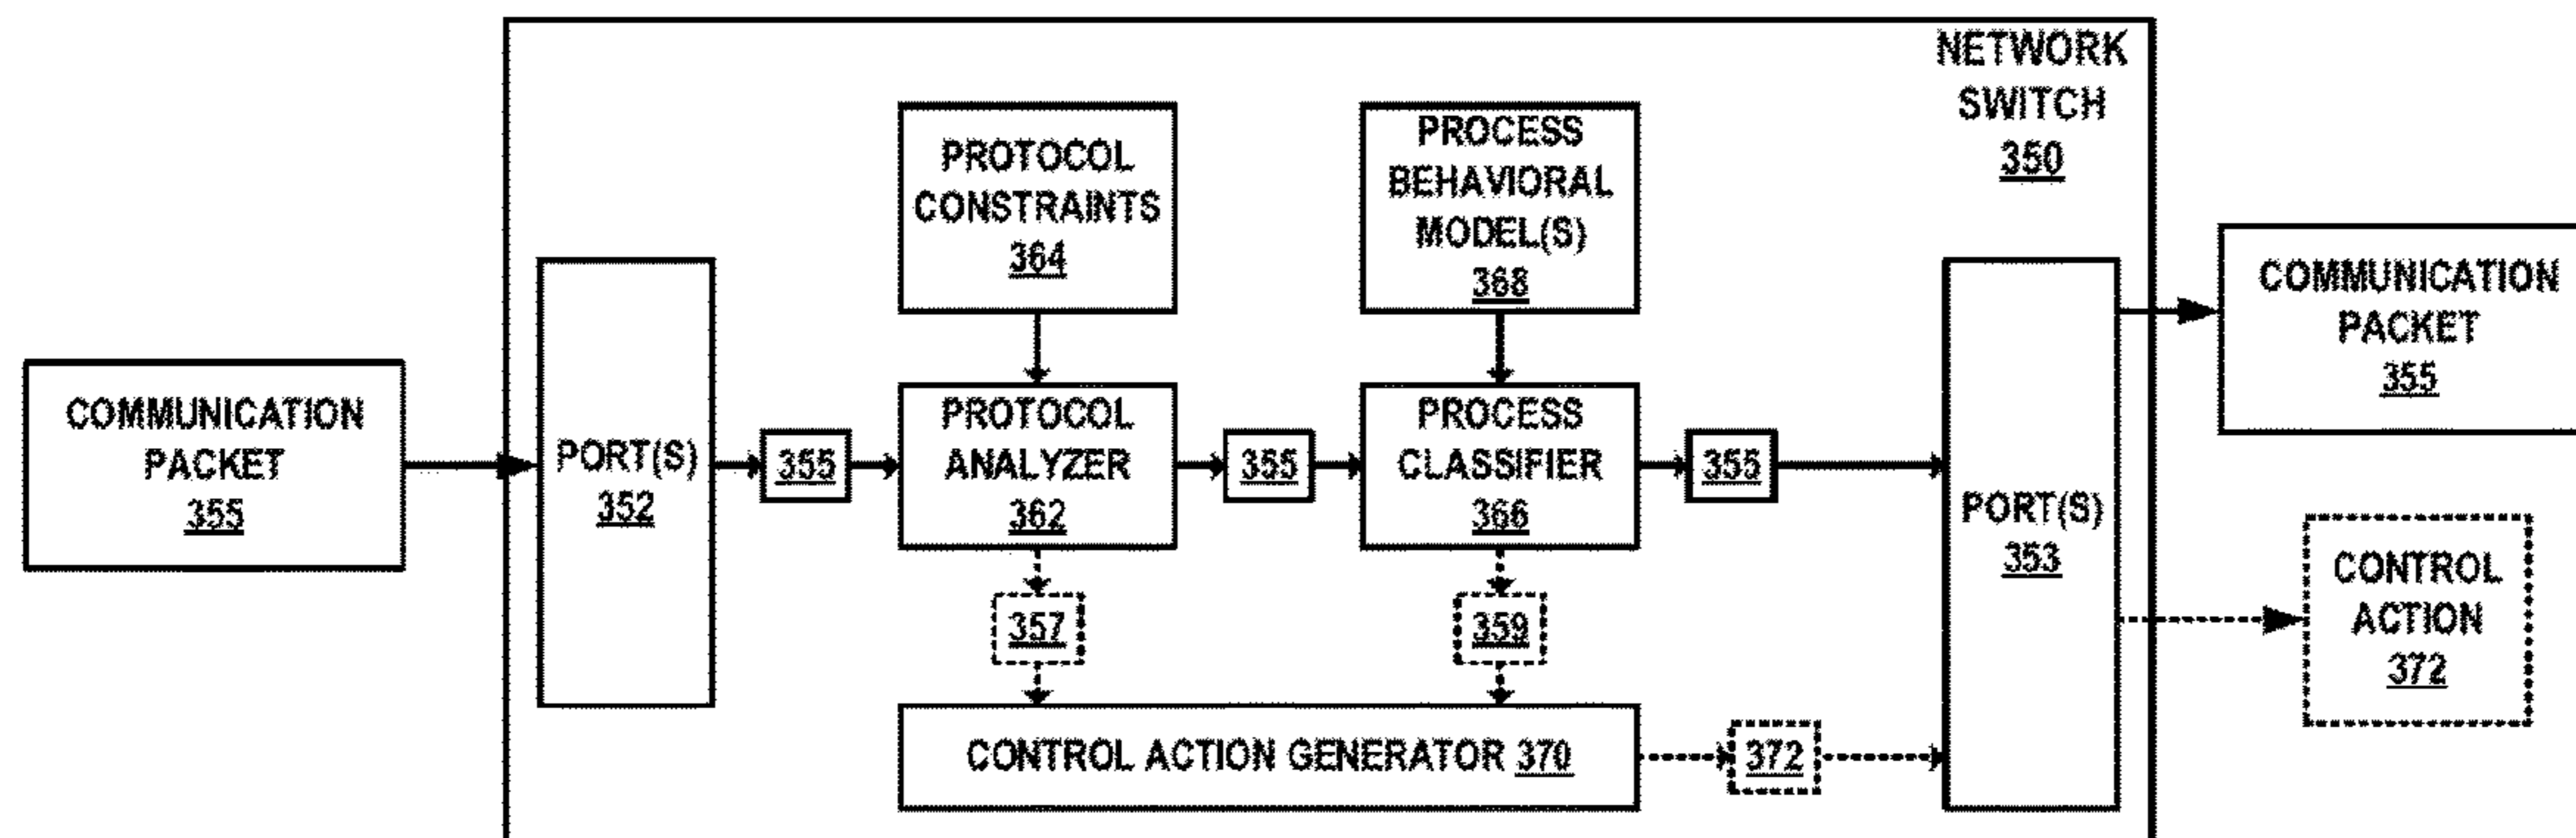 NETWORK
SWITCH
350
PROTOCOL
CONSTRAINTS
364
PROCESS
BEHAVIORAL
MODEL(S)
368
COMMUNICATION
PACKET
355
PORT(S)
352
355
PROTOCOL
ANALYZER
362
355
PROCESS
CLASSIFIER
366
355
PORT(S)
353
COMMUNICATION
PACKET
355
CONTROL
ACTION
372
357
359
CONTROL ACTION GENERATOR 370
372